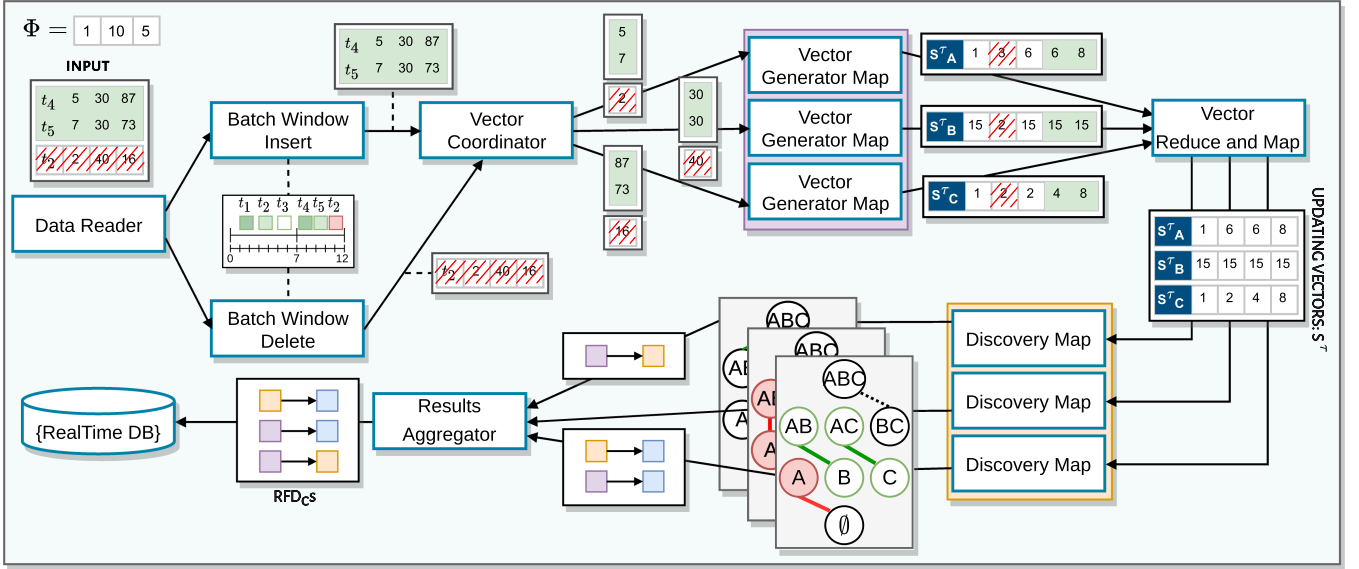 Φ = 1 10 5
INPUT
t4 5 30 87
t5 7 30 73
t2 2 40 16
Data Reader
Batch Window
Insert
t1 t2 t3 t4 t5 t2
0 7 12
Batch Window
Delete
t4 5 30 87
t5 7 30 73
Vector
Coordinator
t2 2 40 16
5
7
2
30
30
40
87
73
16
Vector
Generator Map
Vector
Generator Map
Vector
Generator Map
SτA 1 3 6 6 8
SτB 15 2 15 15 15
SτC 1 2 2 4 8
Vector
Reduce and Map
SτA 1 6 6 8
SτB 15 15 15 15
SτC 1 2 4 8
UPDATING VECTORS: Sτ
Discovery Map
Discovery Map
Discovery Map
ABC
AB
A
ABC
AB
A
ABC
AB AC BC
A B C
∅
Results
Aggregator
RFDCs
{RealTime DB}